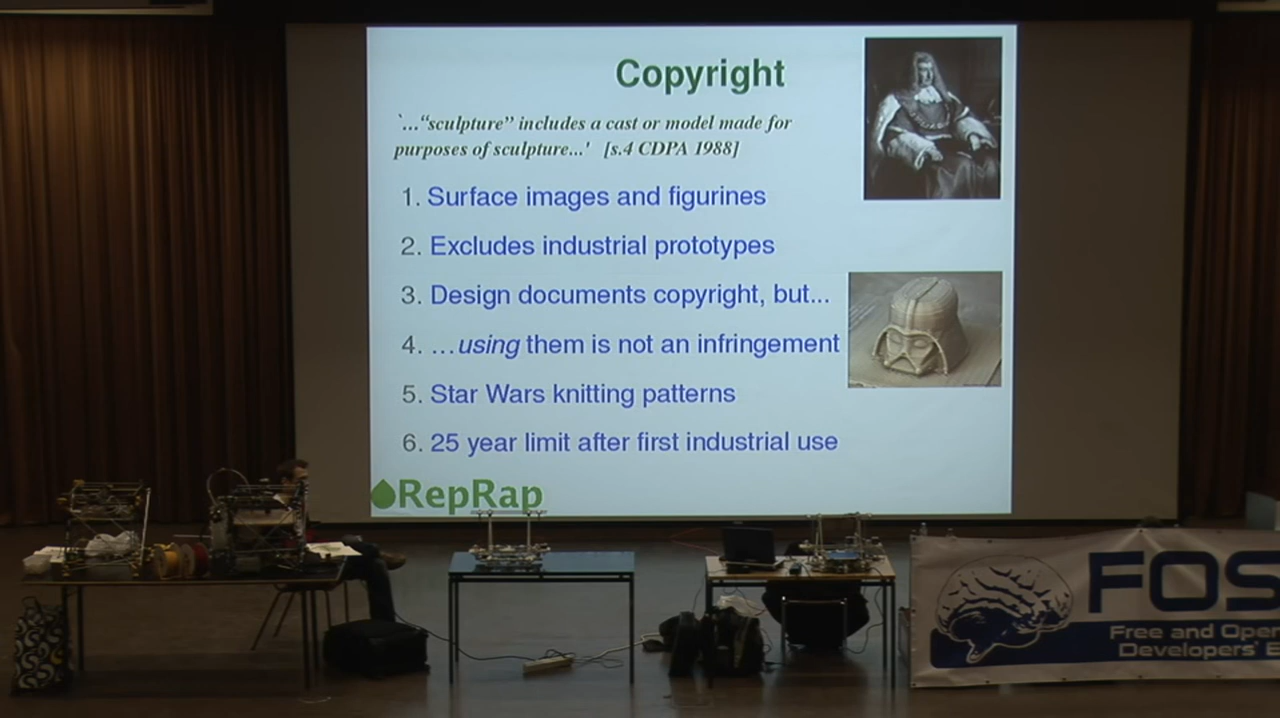 Copyright
`...“sculpture” includes a cast or model made for
purposes of sculpture...' [s.4 CDPA 1988]
1. Surface images and figurines
2. Excludes industrial prototypes
3. Design documents copyright, but...
4. ...using them is not an infringement
5. Star Wars knitting patterns
6. 25 year limit after first industrial use
RepRap
FOS
Free and Oper
Developers' E